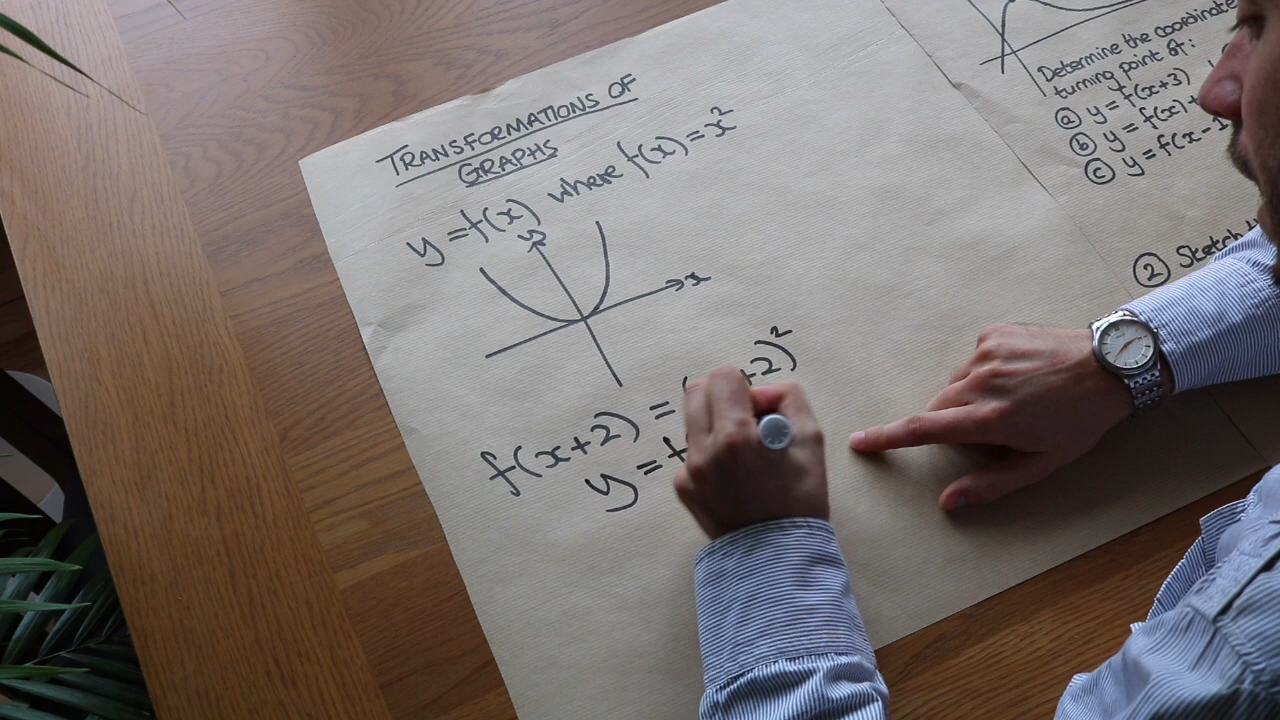 TRANSFORMATIONS OF
GRAPHS
y = f(x) where f(x) = x²
y
x
f(x+2) = (x+2)²
y = f
Determine the coordinate
turning point of:
ⓐ y = f(x+3)
ⓑ y = f(x) +
ⓒ y = f(x - 1
② Sketch